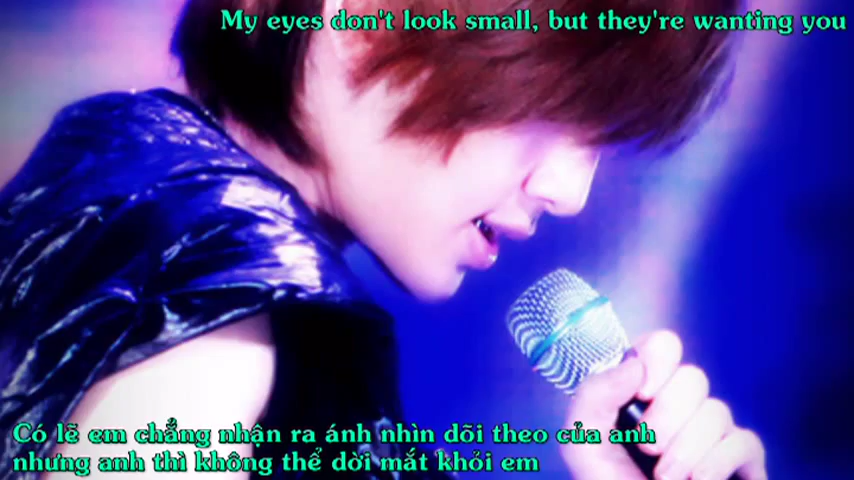 My eyes don't look small, but they're wanting you
Có lẽ em chẳng nhận ra ánh nhìn dõi theo của anh
nhưng anh thì không thể dời mắt khỏi em